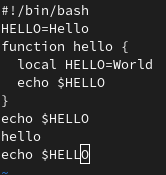 #!/bin/bash
HELLO=Hello
function hello {
  local HELLO=World
  echo $HELLO
}
echo $HELLO
hello
echo $HELLO
~